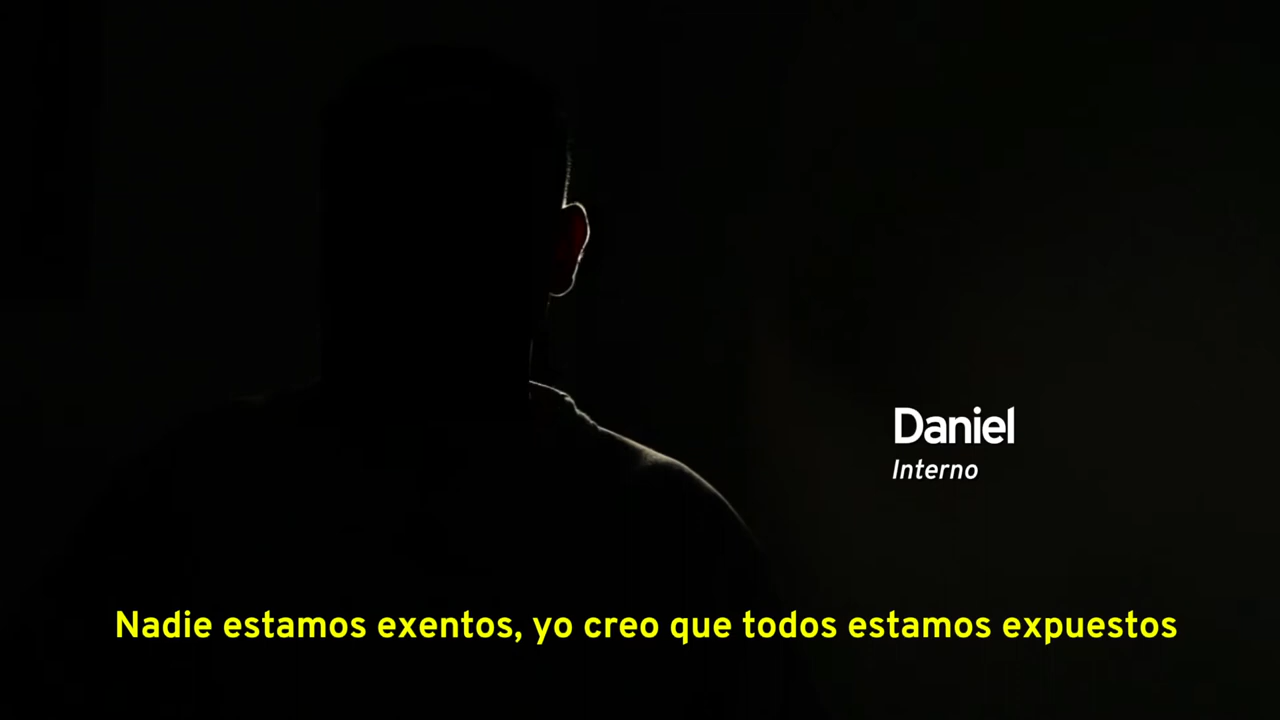 Daniel
Interno
Nadie estamos exentos, yo creo que todos estamos expuestos